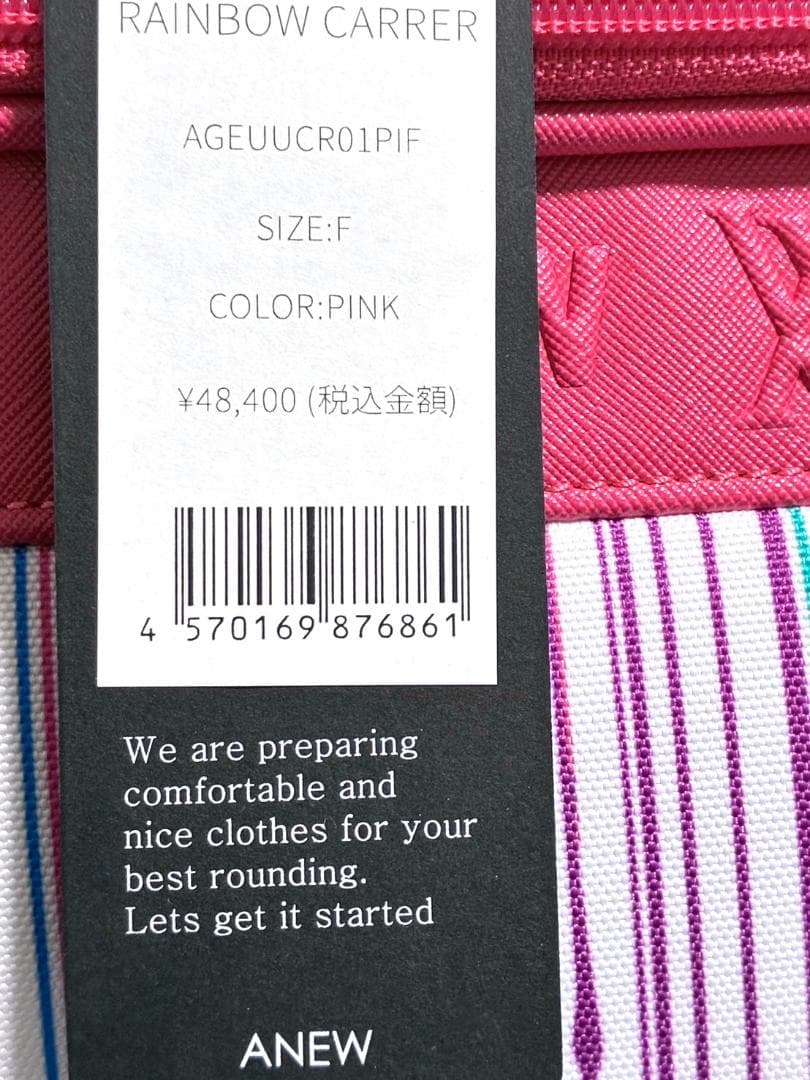 RAINBOW CARRER
AGEUUCR01PIF
SIZE:F
COLOR:PINK
¥48,400 (税込金額)
4 570169 876861
We are preparing
comfortable and
nice clothes for your
best rounding.
Lets get it started
ANEW